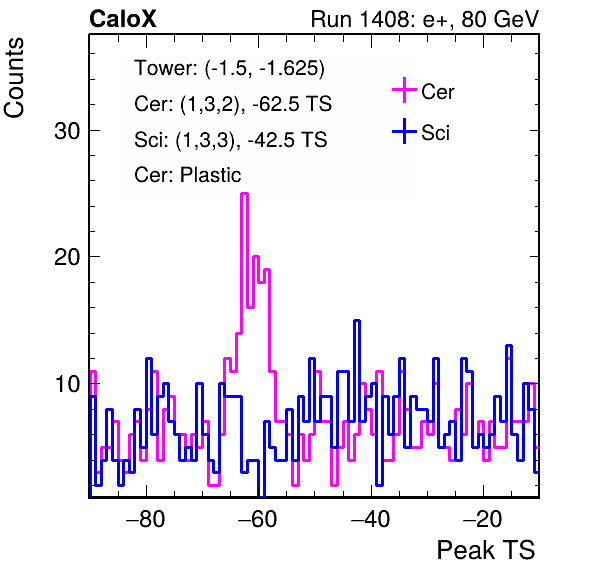 CaloX Run 1408: e+, 80 GeV
Counts
Tower: (-1.5, -1.625)
Cer: (1,3,2), -62.5 TS
Sci: (1,3,3), -42.5 TS
Cer: Plastic
Cer
Sci
30
20
10
−80 −60 −40 −20
Peak TS